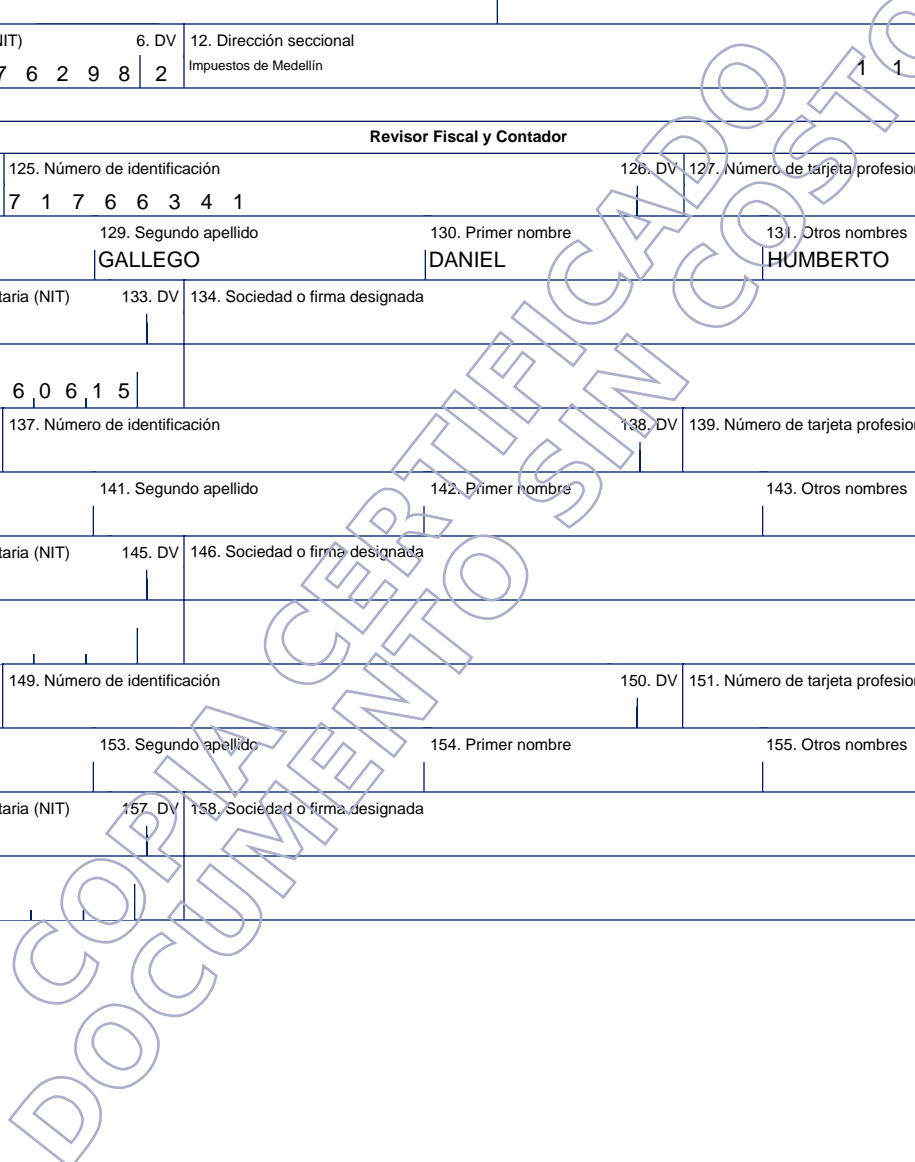 NIT) 6. DV 12. Dirección seccional
7 6 2 9 8 2 Impuestos de Medellín 1 1
Revisor Fiscal y Contador
125. Número de identificación 126. DV 127. Número de tarjeta profesion
7 1 7 6 6 3 4 1
129. Segundo apellido 130. Primer nombre 131. Otros nombres
GALLEGO DANIEL HUMBERTO
taria (NIT) 133. DV 134. Sociedad o firma designada
6 0 6 1 5
137. Número de identificación 138. DV 139. Número de tarjeta profesion
141. Segundo apellido 142. Primer nombre 143. Otros nombres
taria (NIT) 145. DV 146. Sociedad o firma designada
149. Número de identificación 150. DV 151. Número de tarjeta profesion
153. Segundo apellido 154. Primer nombre 155. Otros nombres
taria (NIT) 157. DV 158. Sociedad o firma designada
COPIA CERTIFICADO
DOCUMENTO SIN COSTO